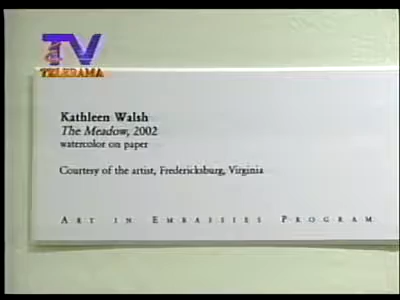 TV
TELERAMA
Kathleen Walsh
The Meadow, 2002
watercolor on paper
Courtesy of the artist, Fredericksburg, Virginia
ART IN EMBASSIES PROGRAM